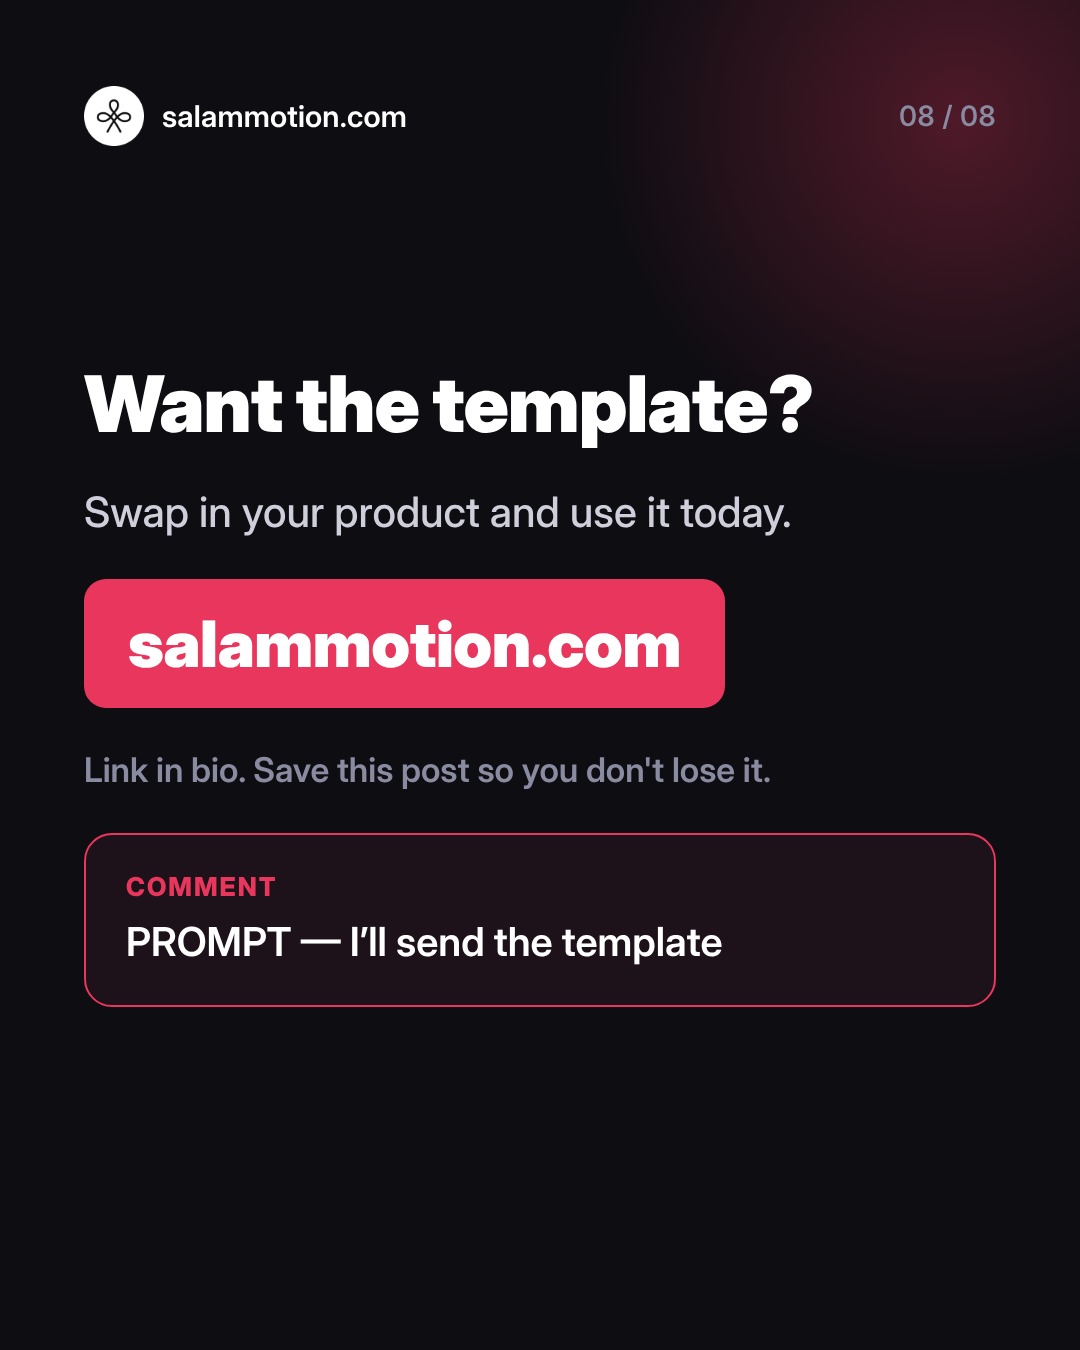 salammotion.com
08 / 08
Want the template?
Swap in your product and use it today.
salammotion.com
Link in bio. Save this post so you don't lose it.
COMMENT
PROMPT — I’ll send the template